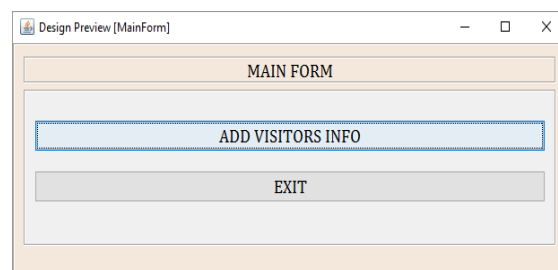 Design Preview [MainForm]
MAIN FORM
ADD VISITORS INFO
EXIT